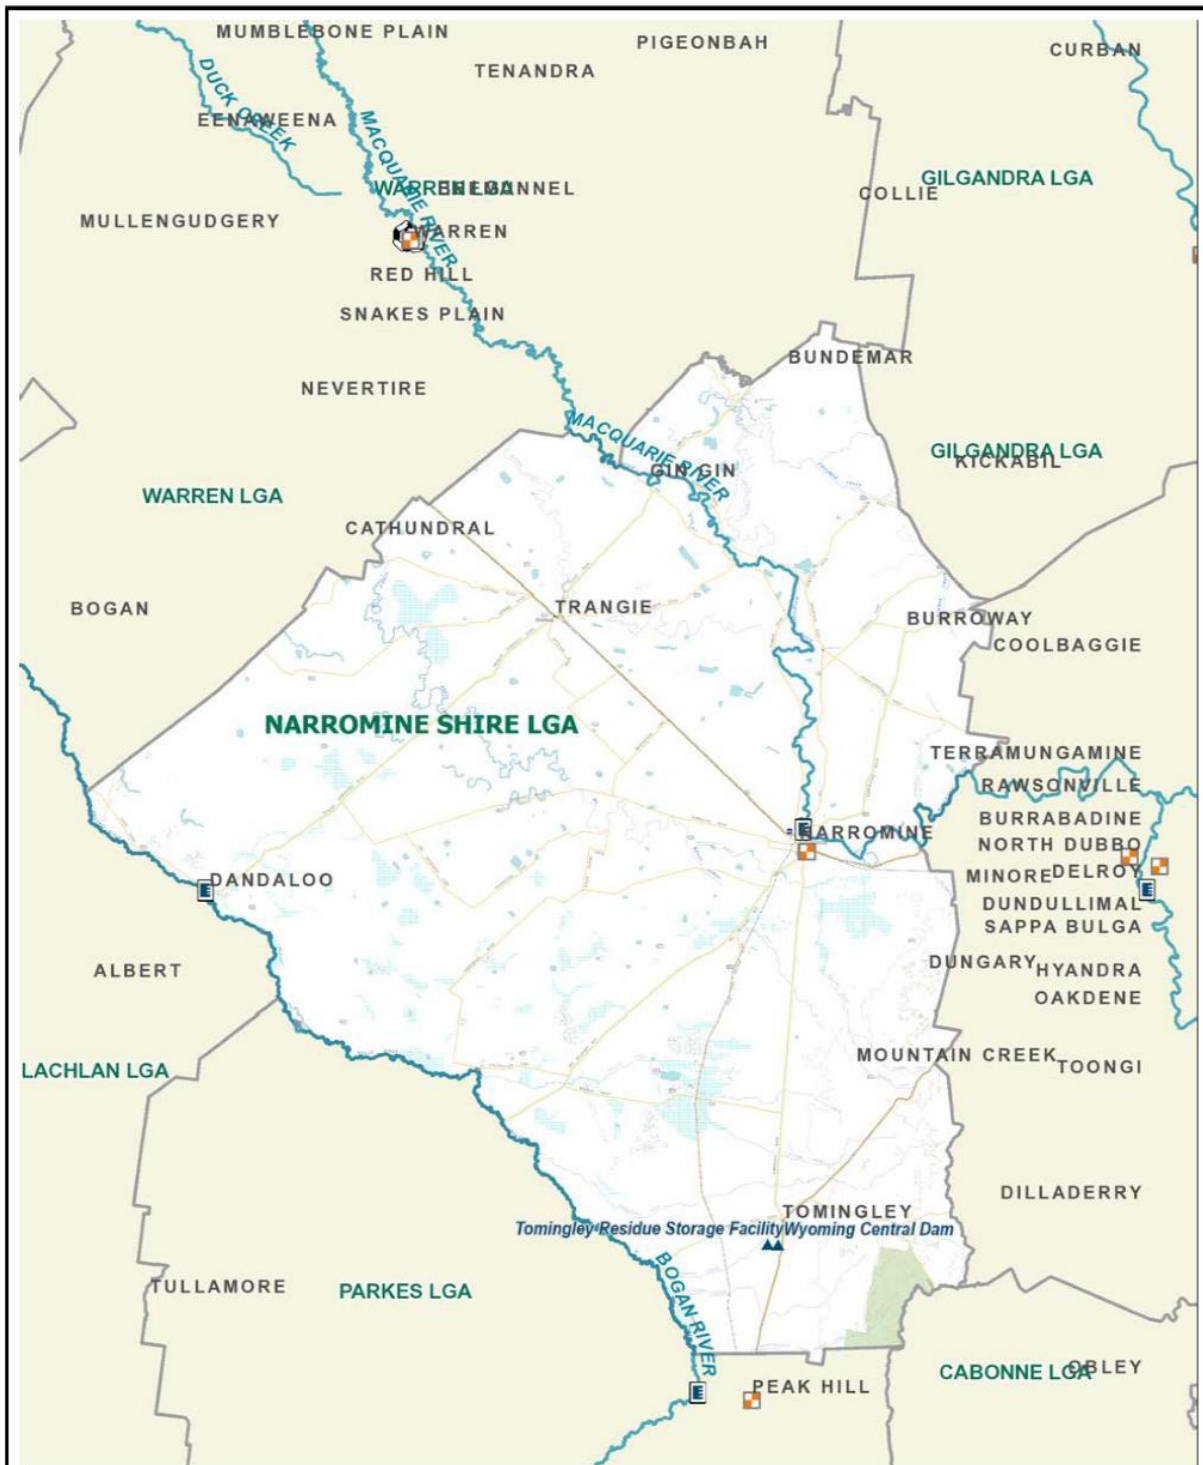 MUMBLEBONE PLAIN
PIGEONBAH
CURBAN
TENANDRA
DUCK CREEK
EENAWEENA
MACQUARIE RIVER
GILGANDRA LGA
WARREN LGA
COLLIE
MULLENGUDGERY
WARREN
RED HILL
SNAKES PLAIN
BUNDEMAR
NEVERTIRE
MACQUARIE RIVER
GILGANDRA LGA
KICKABIL
GIN GIN
WARREN LGA
CATHUNDRAL
BOGAN
TRANGIE
BURROWAY
COOLBAGGIE
NARROMINE SHIRE LGA
TERRAMUNGAMINE
RAWSONVILLE
BURRABADINE
NARROMINE
NORTH DUBBO
DELROY
MINORE
DANDALOO
DUNDULLIMAL
SAPPA BULGA
DUNGARY
HYANDRA
ALBERT
OAKDENE
MOUNTAIN CREEK
TOONGI
LACHLAN LGA
DILLADERRY
TOMINGLEY
Tomingley Residue Storage Facility
Wyoming Central Dam
TULLAMORE
PARKES LGA
BOGAN RIVER
CABONNE LGA
OBLEY
PEAK HILL